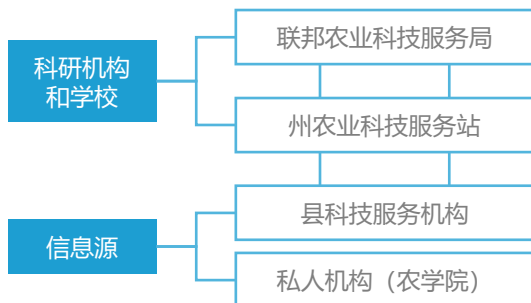 联邦农业科技服务局
科研机构
和学校
州农业科技服务站
县科技服务机构
信息源
私人机构（农学院）